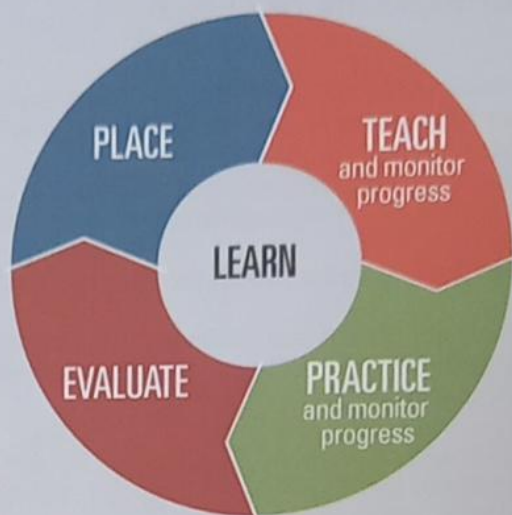 PLACE
TEACH
and monitor
progress
LEARN
EVALUATE
PRACTICE
and monitor
progress